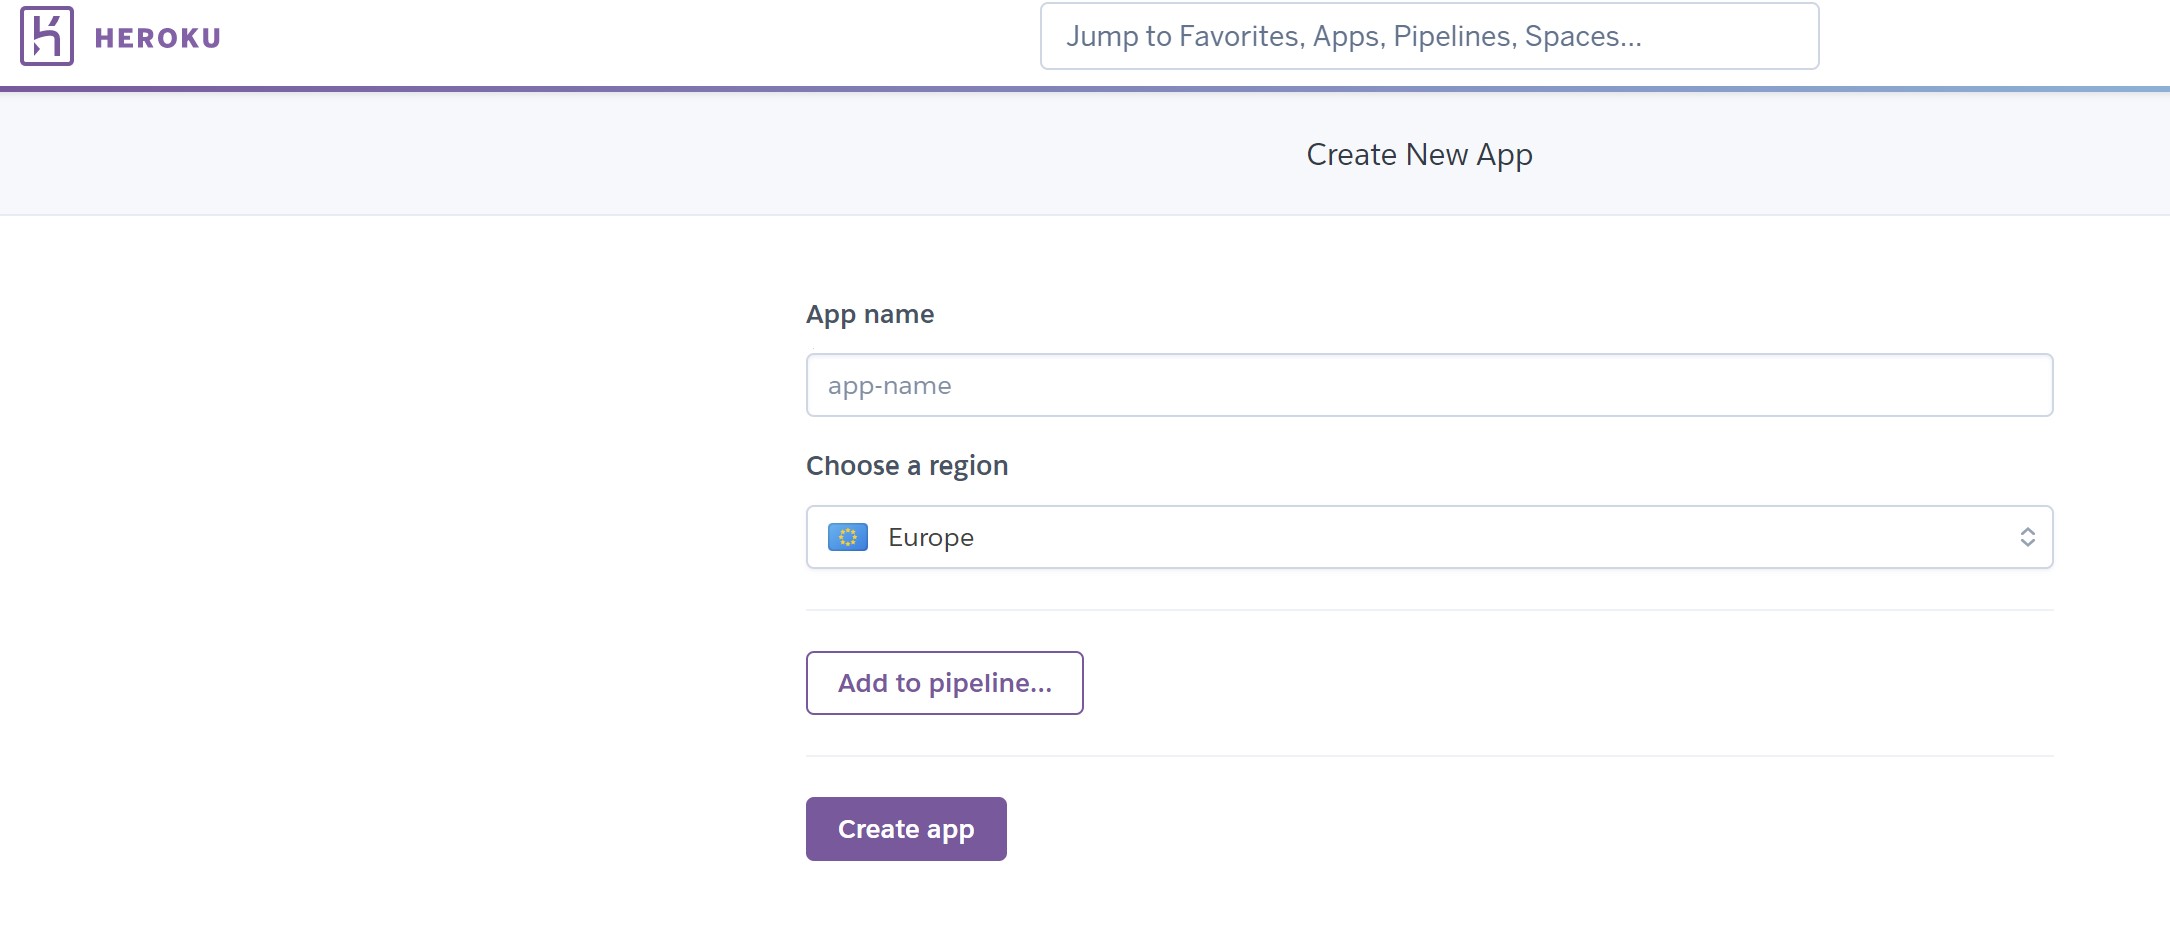 HEROKU
Jump to Favorites, Apps, Pipelines, Spaces...
Create New App
App name
app-name
Choose a region
Europe
Add to pipeline...
Create app